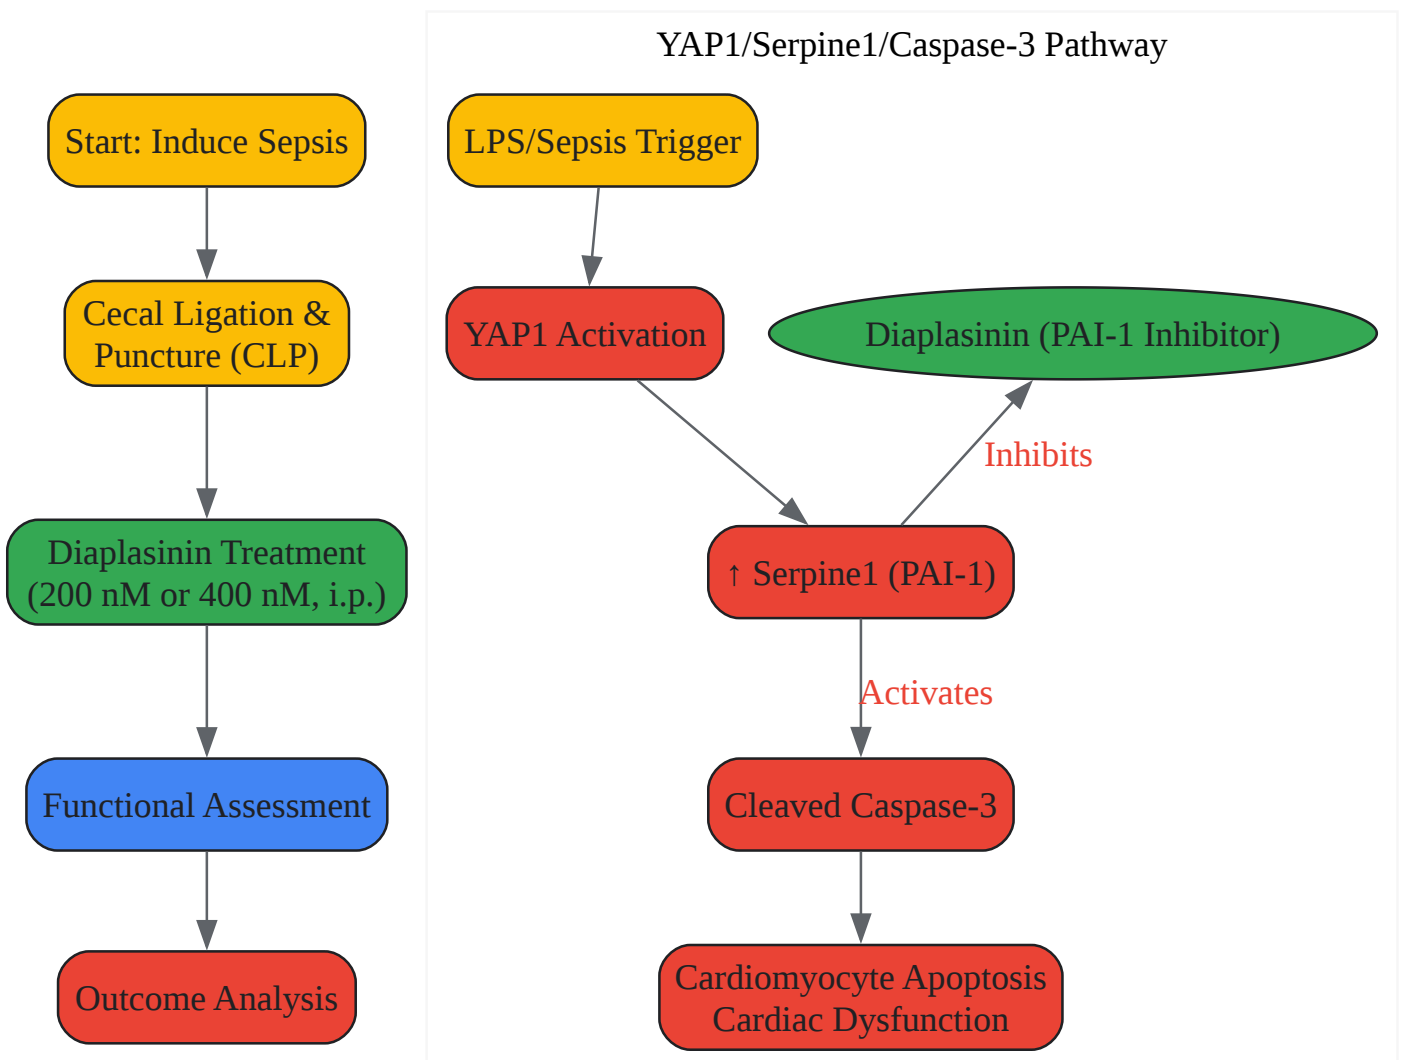 YAP1/Serpine1/Caspase-3 Pathway
Start: Induce Sepsis
Cecal Ligation &
Puncture (CLP)
Diaplasinin Treatment
(200 nM or 400 nM, i.p.)
Functional Assessment
Outcome Analysis
LPS/Sepsis Trigger
YAP1 Activation
Diaplasinin (PAI-1 Inhibitor)
Inhibits
↑ Serpine1 (PAI-1)
Activates
Cleaved Caspase-3
Cardiomyocyte Apoptosis
Cardiac Dysfunction